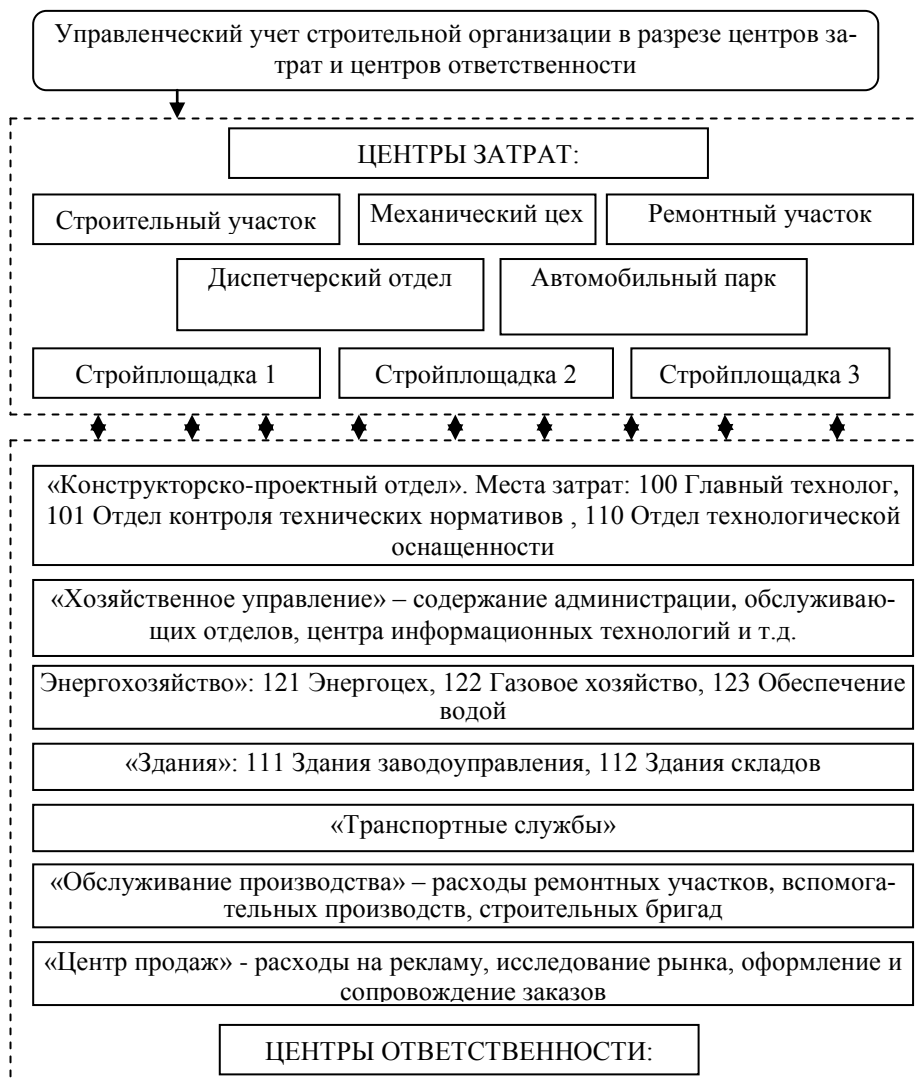 Управленческий учет строительной организации в разрезе центров за-
трат и центров ответственности
ЦЕНТРЫ ЗАТРАТ:
Строительный участок
Механический цех
Ремонтный участок
Диспетчерский отдел
Автомобильный парк
Стройплощадка 1
Стройплощадка 2
Стройплощадка 3
«Конструкторско-проектный отдел». Места затрат: 100 Главный технолог,
101 Отдел контроля технических нормативов , 110 Отдел технологической
оснащенности
«Хозяйственное управление» – содержание администрации, обслуживаю-
щих отделов, центра информационных технологий и т.д.
Энергохозяйство»: 121 Энергоцех, 122 Газовое хозяйство, 123 Обеспечение
водой
«Здания»: 111 Здания заводоуправления, 112 Здания складов
«Транспортные службы»
«Обслуживание производства» – расходы ремонтных участков, вспомога-
тельных производств, строительных бригад
«Центр продаж» - расходы на рекламу, исследование рынка, оформление и
сопровождение заказов
ЦЕНТРЫ ОТВЕТСТВЕННОСТИ: